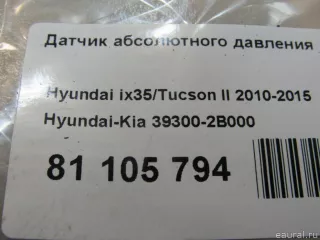 Датчик абсолютного давления
Hyundai ix35/Tucson II 2010-2015
Hyundai-Kia 39300-2B000
81 105 794
© eaural.ru